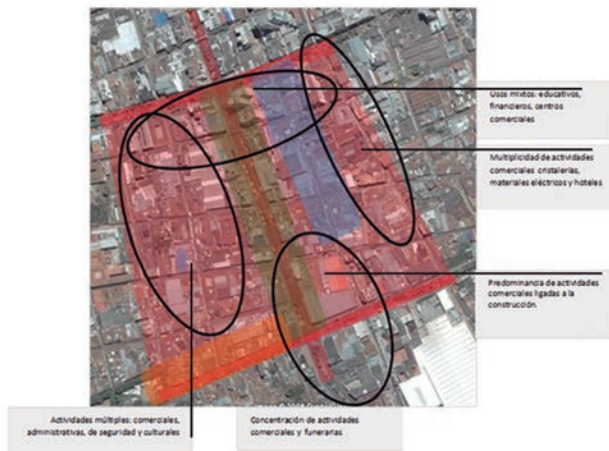 Usos mixtos: educativos,
financieros, centros
comerciales
Multiplicidad de actividades
comerciales cristalerías,
materiales eléctricos y hoteles
Predominancia de actividades
comerciales ligadas a la
construcción.
Actividades múltiples: comerciales,
administrativas, de seguridad y culturales
Concentración de actividades
comerciales y funerarias